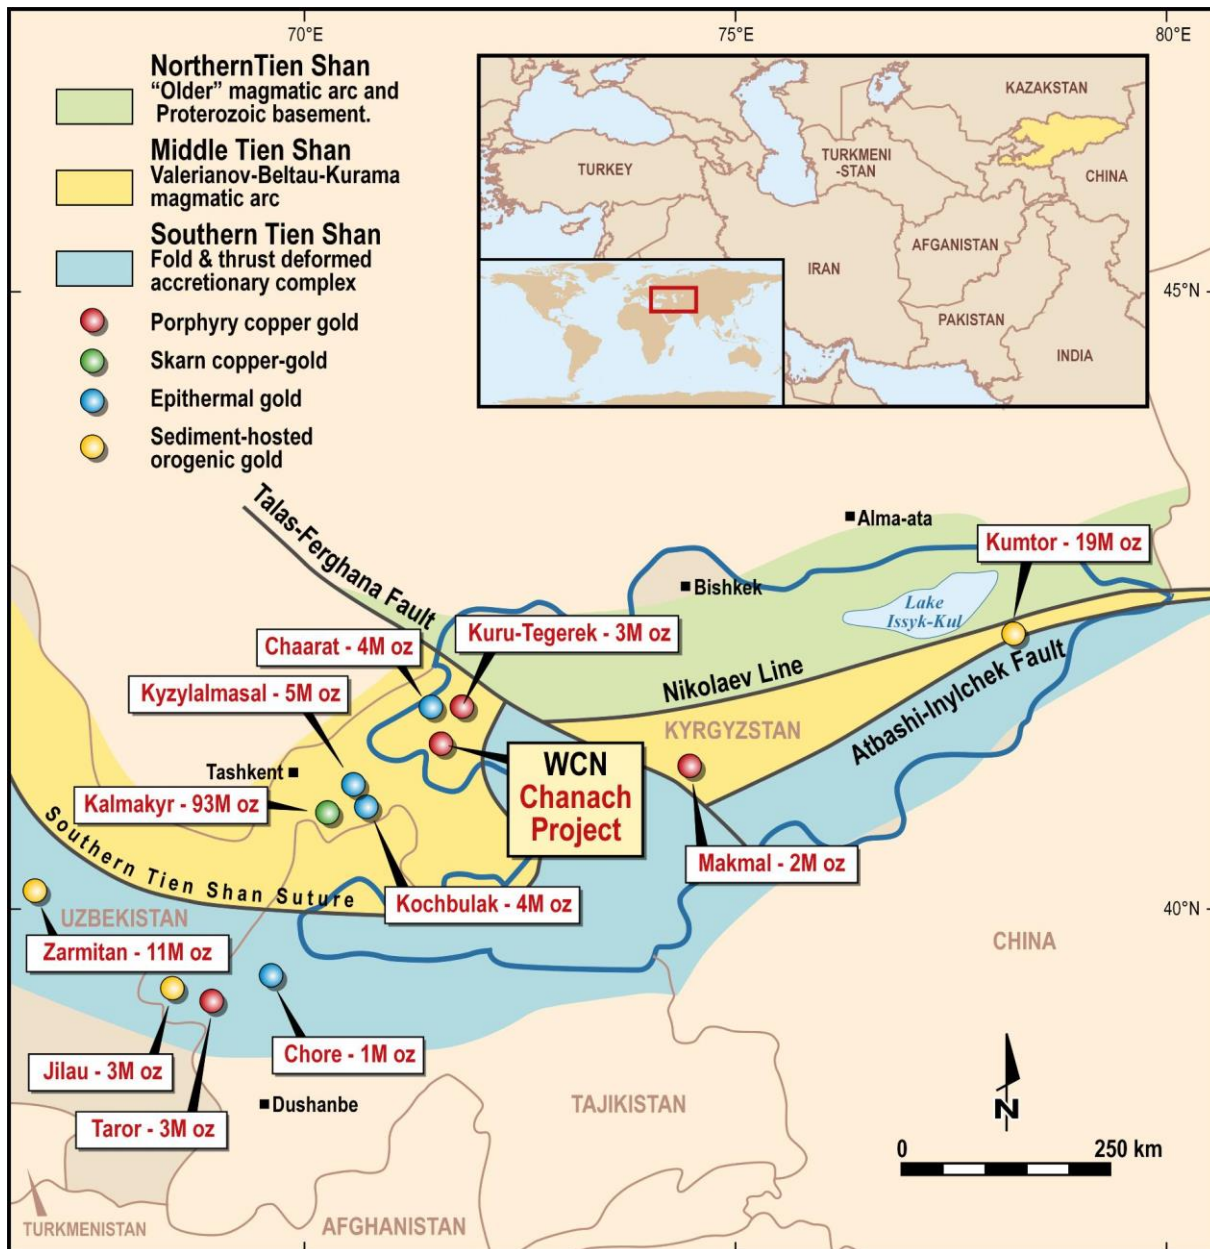 70°E
75°E
80°E
NorthernTien Shan
“Older” magmatic arc and
Proterozoic basement.
Middle Tien Shan
Valerianov-Beltau-Kurama
magmatic arc
Southern Tien Shan
Fold & thrust deformed
accretionary complex
Porphyry copper gold
Skarn copper-gold
Epithermal gold
Sediment-hosted
orogenic gold
KAZAKSTAN
TURKEY
TURKMENI
-STAN
CHINA
AFGANISTAN
IRAN
PAKISTAN
INDIA
45°N
Talas-Ferghana Fault
Alma-ata
Kumtor - 19M oz
Bishkek
Lake
Issyk-Kul
Chaarat - 4M oz
Kuru-Tegerek - 3M oz
Kyzylalmasal - 5M oz
Nikolaev Line
KYRGYZSTAN
Atbashi-Inylchek Fault
Tashkent
WCN
Chanach
Project
Kalmakyr - 93M oz
Southern Tien Shan Suture
Makmal - 2M oz
Kochbulak - 4M oz
40°N
UZBEKISTAN
Zarmitan - 11M oz
CHINA
Chore - 1M oz
Jilau - 3M oz
Dushanbe
Taror - 3M oz
TAJIKISTAN
N
0
250 km
TURKMENISTAN
AFGHANISTAN